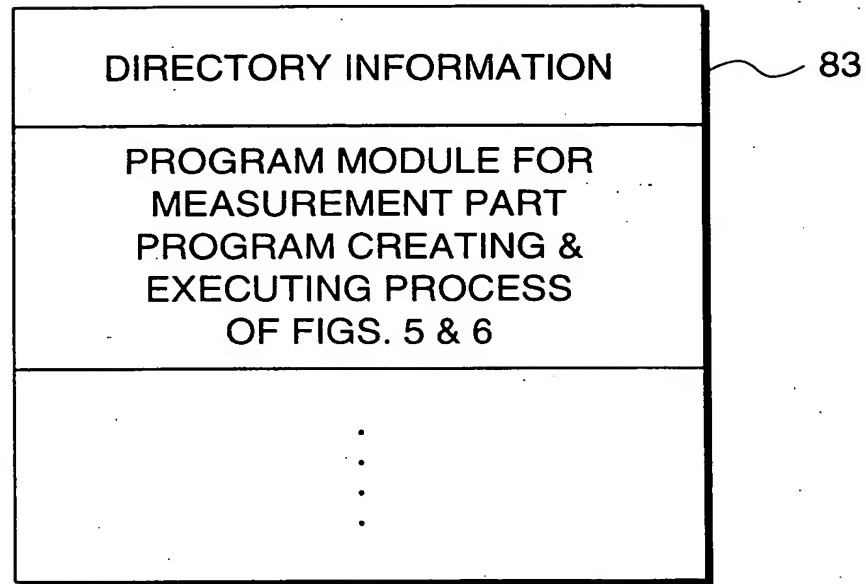 DIRECTORY INFORMATION
83
PROGRAM MODULE FOR
MEASUREMENT PART
PROGRAM CREATING &
EXECUTING PROCESS
OF FIGS. 5 & 6